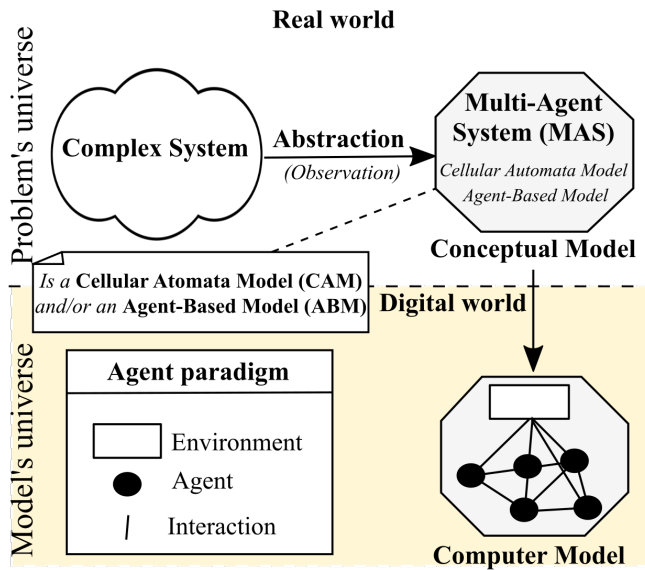 Real world
Problem's universe
Complex System
Abstraction
(Observation)
Multi-Agent
System (MAS)
Cellular Automata Model
Agent-Based Model
Conceptual Model
Is a Cellular Atomata Model (CAM)
and/or an Agent-Based Model (ABM)
Digital world
Model's universe
Agent paradigm
Environment
Agent
Interaction
Computer Model